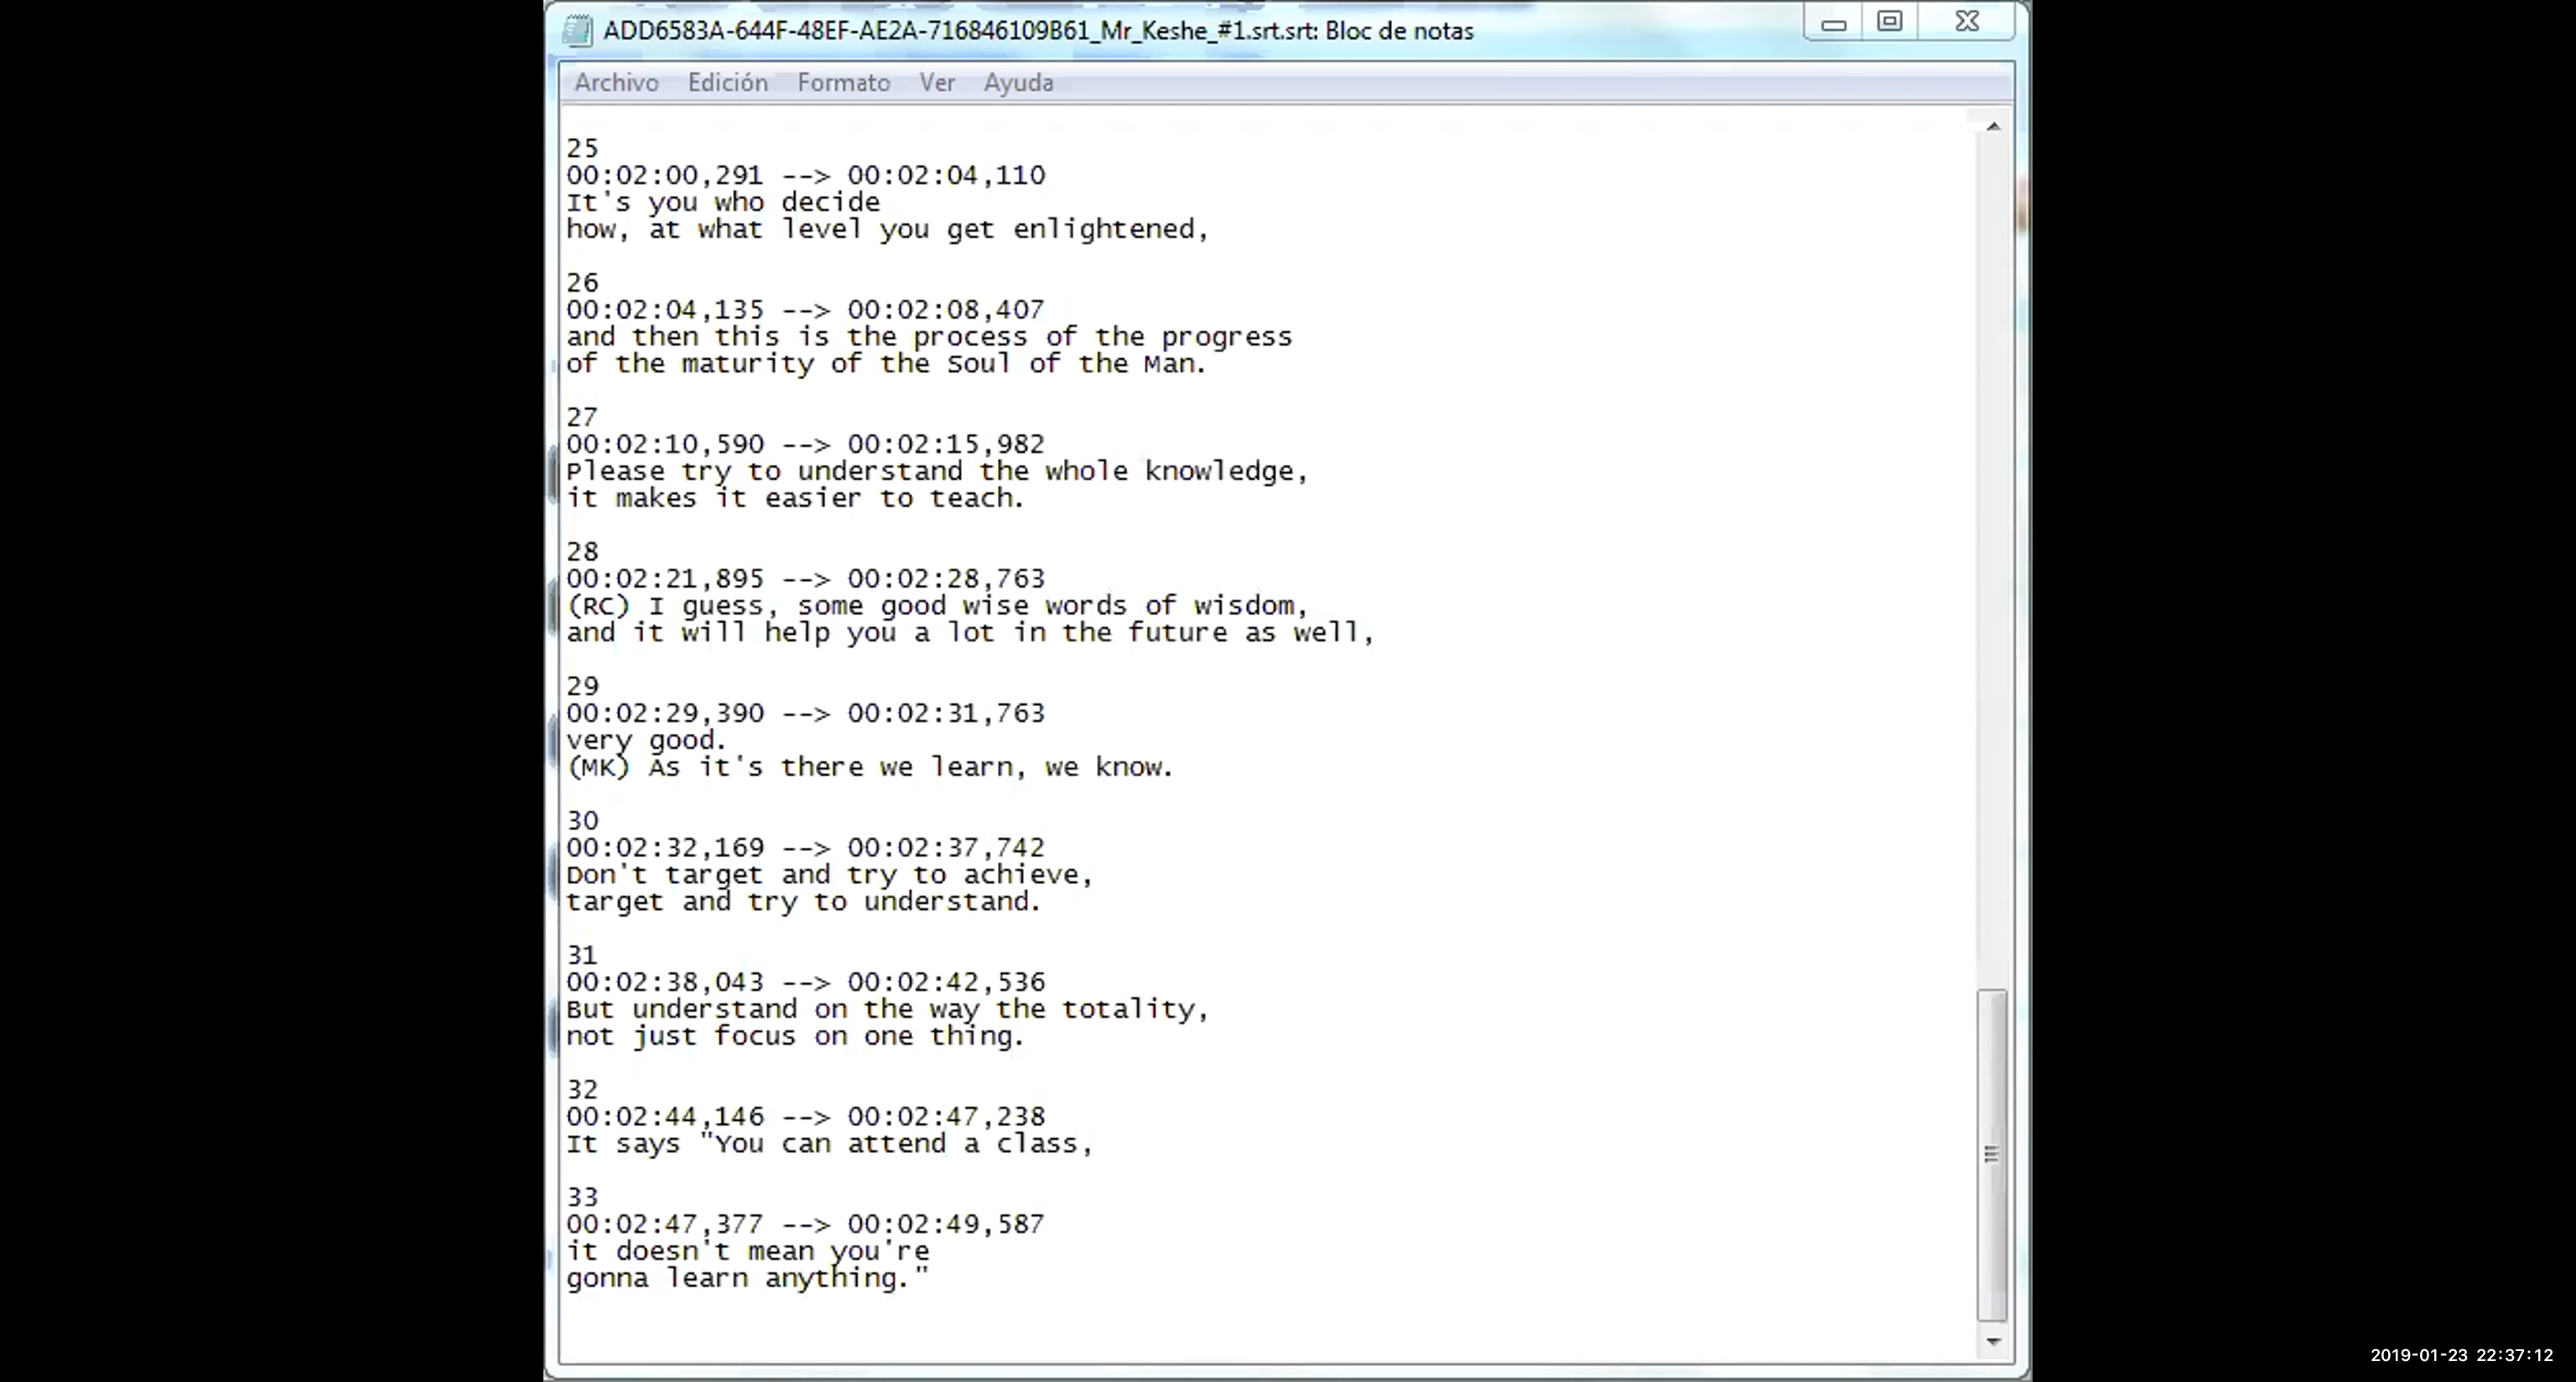 ADD6583A-644F-48EF-AE2A-716846109B61_Mr_Keshe_#1.srt.srt: Bloc de notas
Archivo Edición Formato Ver Ayuda
25
00:02:00,291 --> 00:02:04,110
It's you who decide
how, at what level you get enlightened,
26
00:02:04,135 --> 00:02:08,407
and then this is the process of the progress
of the maturity of the Soul of the Man.
27
00:02:10,590 --> 00:02:15,982
Please try to understand the whole knowledge,
it makes it easier to teach.
28
00:02:21,895 --> 00:02:28,763
(RC) I guess, some good wise words of wisdom,
and it will help you a lot in the future as well,
29
00:02:29,390 --> 00:02:31,763
very good.
(MK) As it's there we learn, we know.
30
00:02:32,169 --> 00:02:37,742
Don't target and try to achieve,
target and try to understand.
31
00:02:38,043 --> 00:02:42,536
But understand on the way the totality,
not just focus on one thing.
32
00:02:44,146 --> 00:02:47,238
It says "You can attend a class,
33
00:02:47,377 --> 00:02:49,587
it doesn't mean you're
gonna learn anything."
2019-01-23 22:37:12